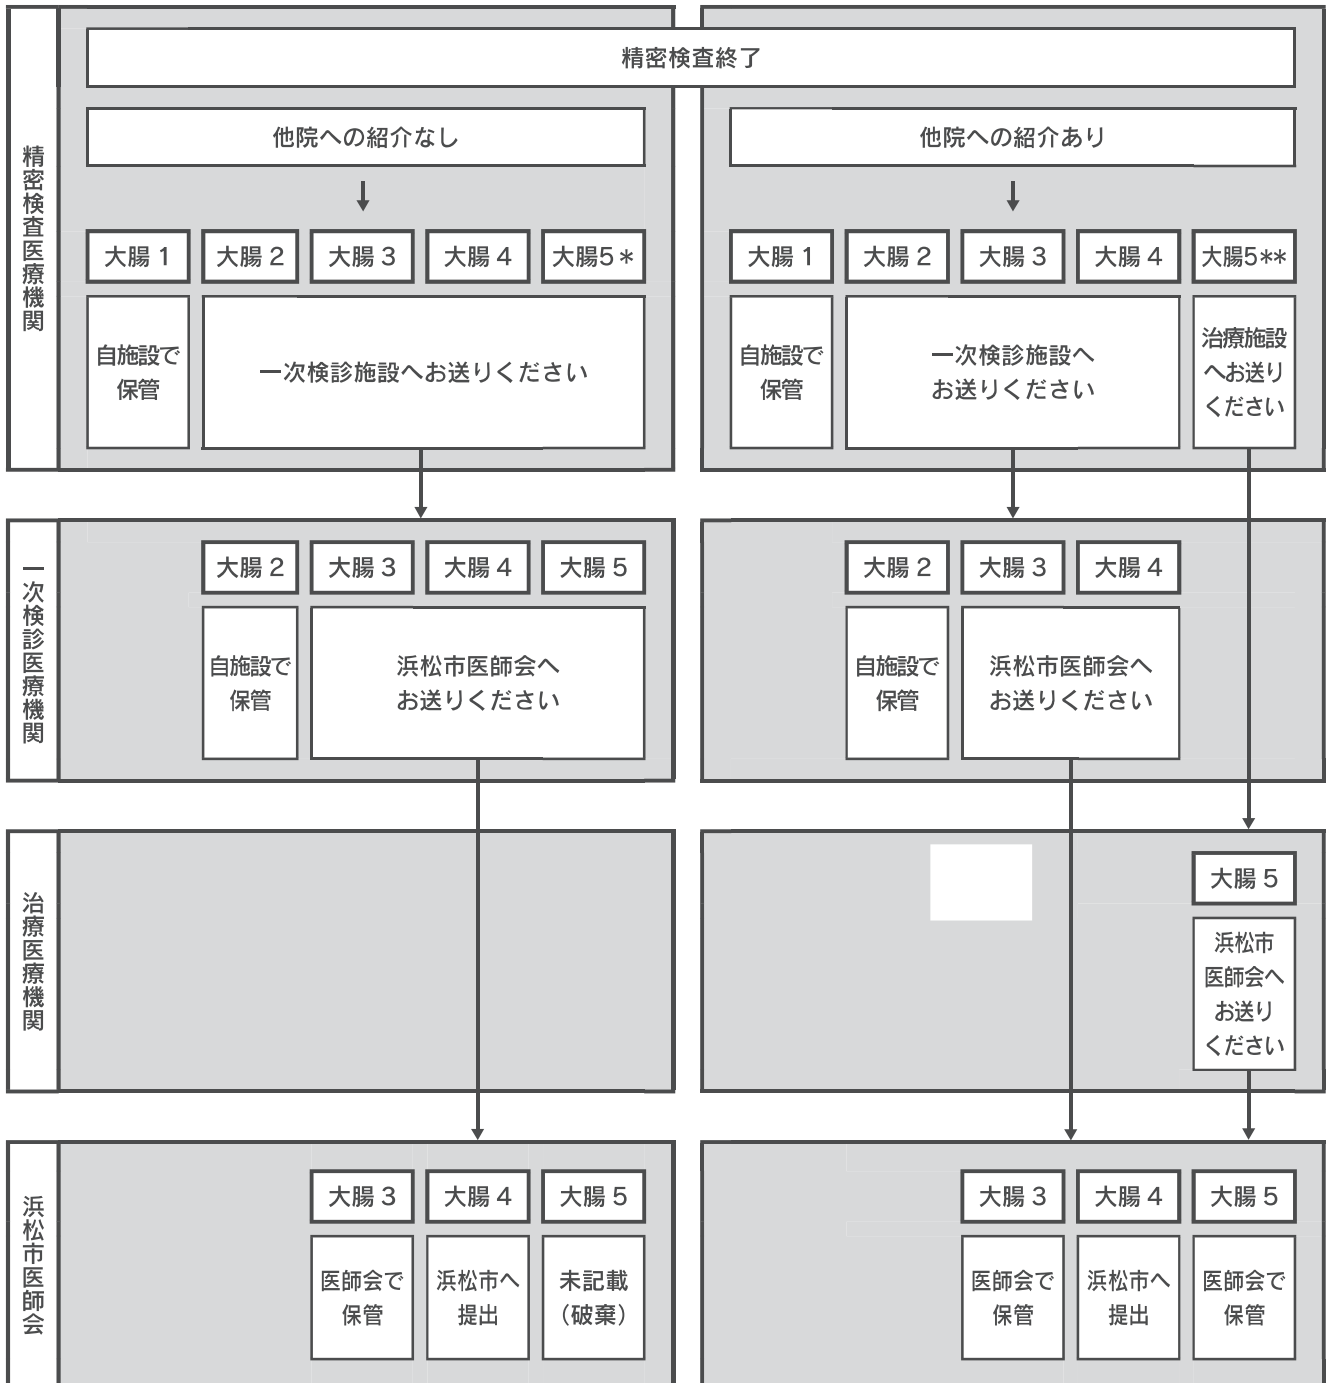 精密検査終了
他院への紹介なし
他院への紹介あり
精密検査医療機関
大腸 1
大腸 2
大腸 3
大腸 4
大腸5＊
大腸 1
大腸 2
大腸 3
大腸 4
大腸5**
自施設で
保管
一次検診施設へお送りください
自施設で
保管
一次検診施設へ
お送りください
治療施設
へお送り
ください
一次検診医療機関
大腸 2
大腸 3
大腸 4
大腸 5
大腸 2
大腸 3
大腸 4
自施設で
保管
浜松市医師会へ
お送りください
自施設で
保管
浜松市医師会へ
お送りください
治療医療機関
大腸 5
浜松市
医師会へ
お送り
ください
浜松市医師会
大腸 3
大腸 4
大腸 5
大腸 3
大腸 4
大腸 5
医師会で
保管
浜松市へ
提出
未記載
（破棄）
医師会で
保管
浜松市へ
提出
医師会で
保管